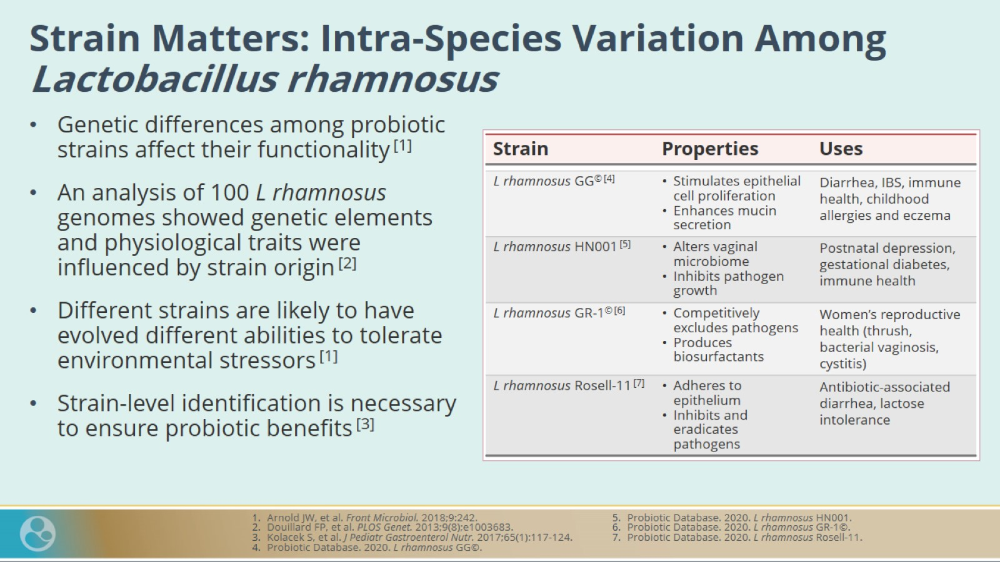 Strain Matters: Intra-Species Variation Among
Lactobacillus rhamnosus
• Genetic differences among probiotic
strains affect their functionality [1]
• An analysis of 100 L rhamnosus
genomes showed genetic elements
and physiological traits were
influenced by strain origin [2]
• Different strains are likely to have
evolved different abilities to tolerate
environmental stressors [1]
• Strain-level identification is necessary
to ensure probiotic benefits [3]
Strain Properties Uses
L rhamnosus GG© [4]
• Stimulates epithelial
cell proliferation
• Enhances mucin
secretion
Diarrhea, IBS, immune
health, childhood
allergies and eczema
L rhamnosus HN001 [5]
• Alters vaginal
microbiome
• Inhibits pathogen
growth
Postnatal depression,
gestational diabetes,
immune health
L rhamnosus GR-1© [6]
• Competitively
excludes pathogens
• Produces
biosurfactants
Women’s reproductive
health (thrush,
bacterial vaginosis,
cystitis)
L rhamnosus Rosell-11 [7]
• Adheres to
epithelium
• Inhibits and
eradicates
pathogens
Antibiotic-associated
diarrhea, lactose
intolerance
1. Arnold JW, et al. Front Microbiol. 2018;9:242.
2. Douillard FP, et al. PLOS Genet. 2013;9(8);e1003683.
3. Kolacek S, et al. J Pediatr Gastroenterol Nutr. 2017;65(1):117-124.
4. Probiotic Database. 2020. L rhamnosus GG©.
5. Probiotic Database. 2020. L rhamnosus HN001.
6. Probiotic Database. 2020. L rhamnosus GR-1©.
7. Probiotic Database. 2020. L rhamnosus Rosell-11.